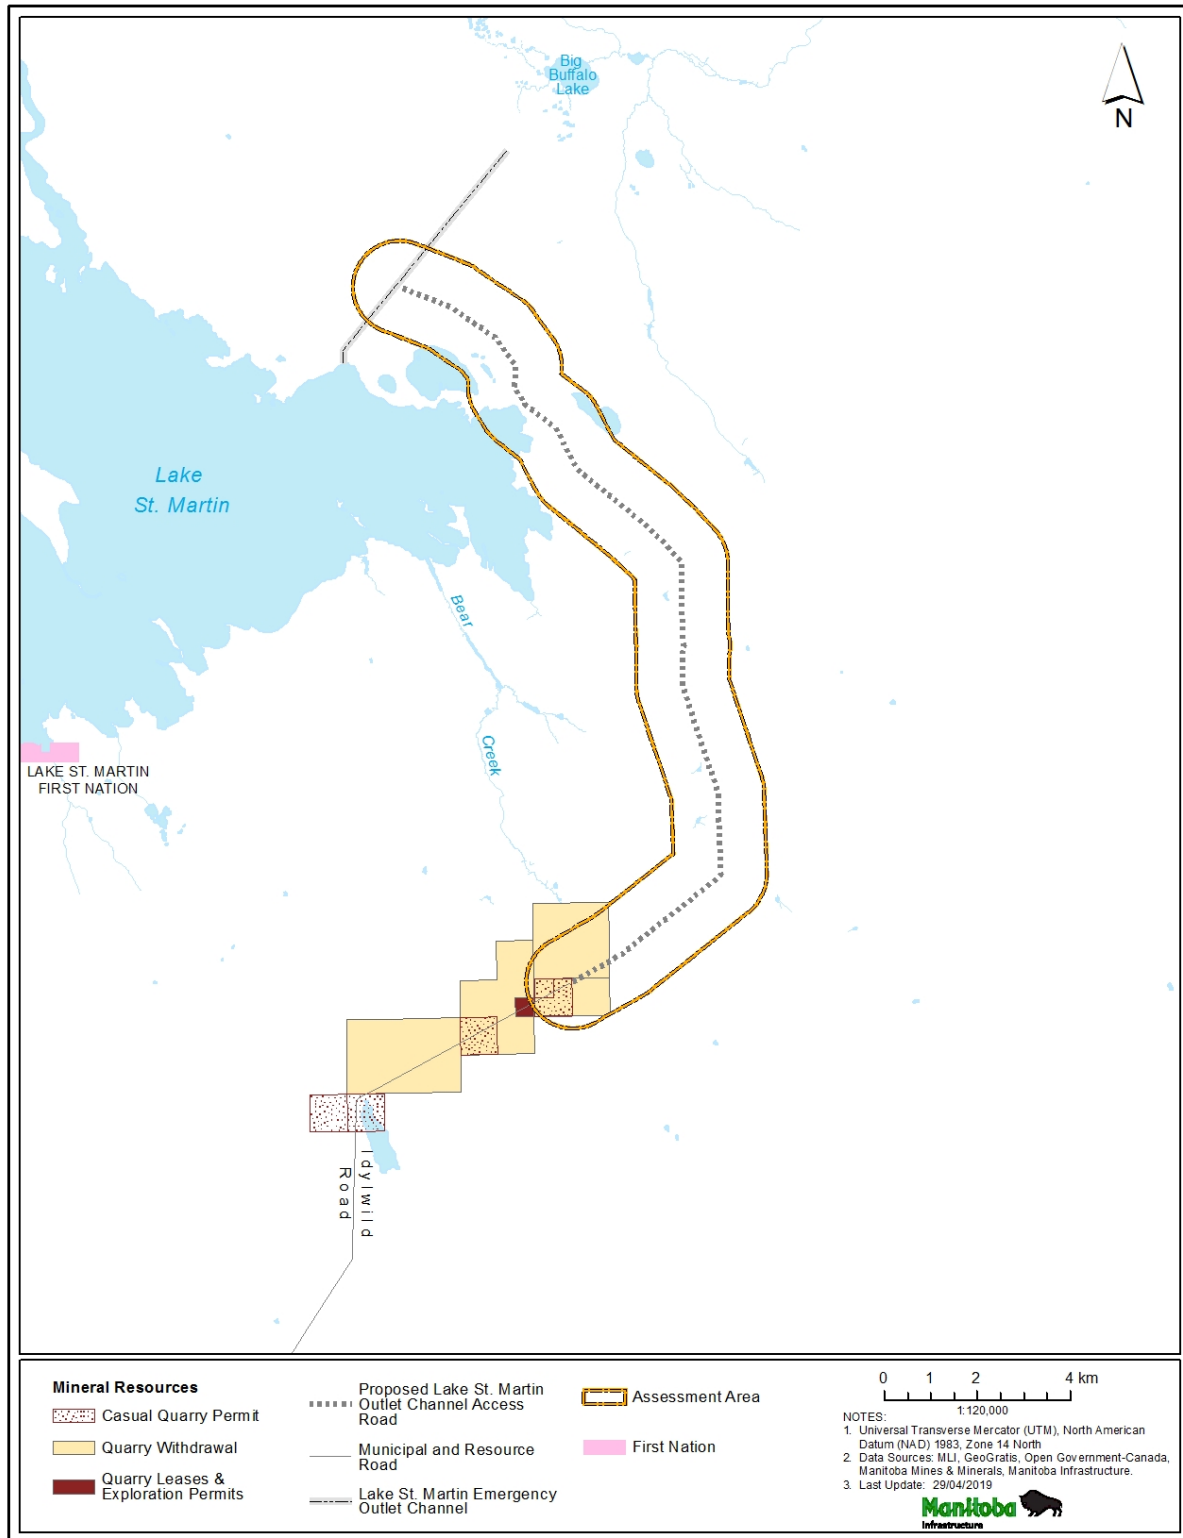 Big
Buffalo
Lake
N
Lake
St. Martin
Bear
Creek
LAKE ST. MARTIN
FIRST NATION
Idylwild
Road
Mineral Resources
Casual Quarry Permit
Quarry Withdrawal
Quarry Leases &
Exploration Permits
Proposed Lake St. Martin
Outlet Channel Access
Road
Municipal and Resource
Road
Lake St. Martin Emergency
Outlet Channel
Assessment Area
First Nation
0 1 2 4 km
1:120,000
NOTES:
1. Universal Transverse Mercator (UTM), North American
Datum (NAD) 1983, Zone 14 North
2. Data Sources: MLI, GeoGratis, Open Government-Canada,
Manitoba Mines & Minerals, Manitoba Infrastructure.
3. Last Update: 29/04/2019
Manitoba
Infrastructure